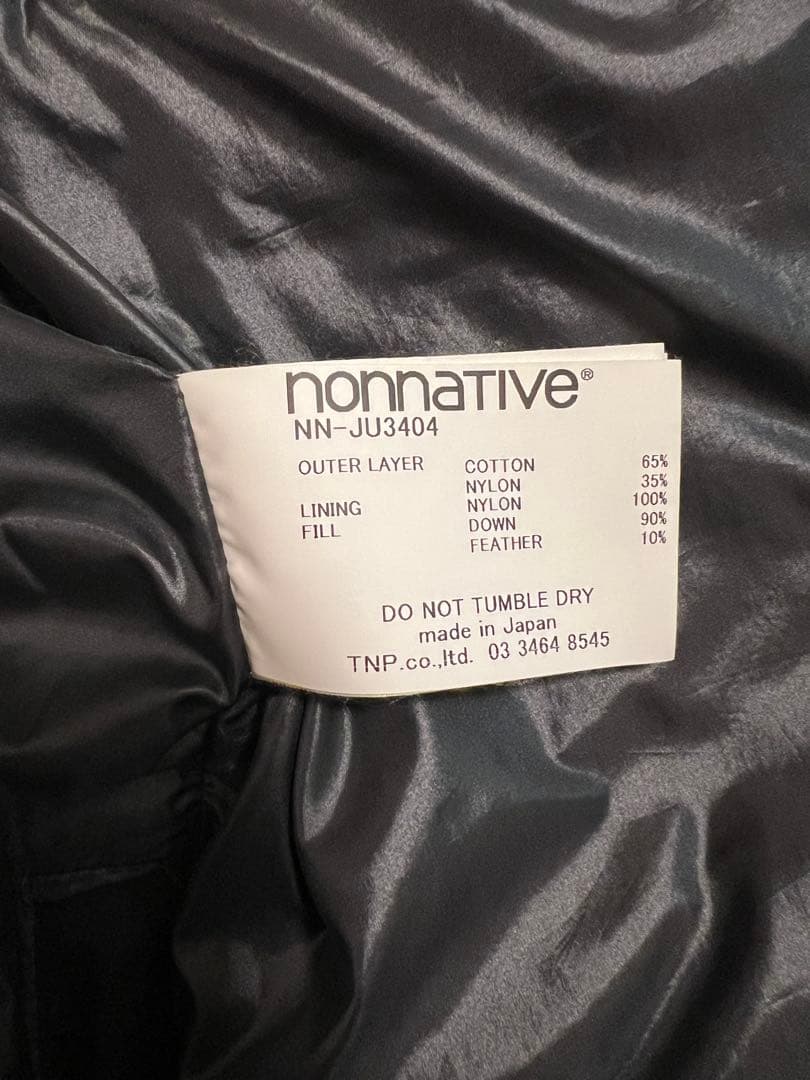 nonnative®
NN-JU3404
OUTER LAYER COTTON 65%
NYLON 35%
LINING NYLON 100%
FILL DOWN 90%
FEATHER 10%
DO NOT TUMBLE DRY
made in Japan
TNP.co.,ltd. 03 3464 8545